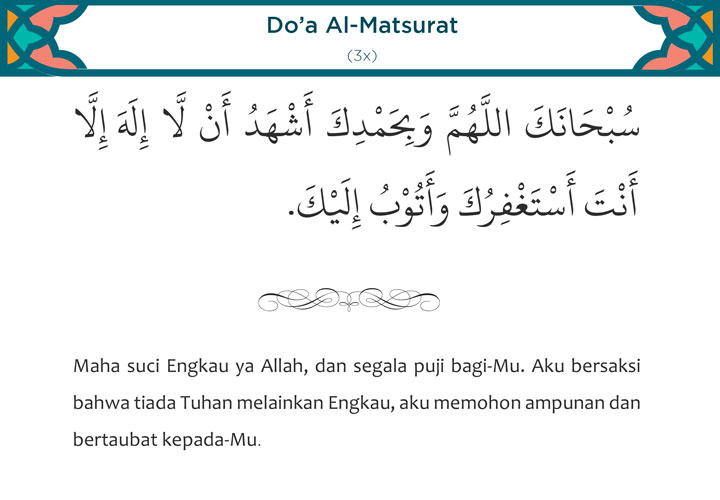 Do’a Al-Matsurat
(3x)
سُبْحَانَكَ اللَّهُمَّ وَبِحَمْدِكَ أَشْهَدُ أَنْ لَّا إِلَهَ إِلَّا
أَنْتَ أَسْتَغْفِرُكَ وَأَتُوْبُ إِلَيْكَ.
Maha suci Engkau ya Allah, dan segala puji bagi-Mu. Aku bersaksi
bahwa tiada Tuhan melainkan Engkau, aku memohon ampunan dan
bertaubat kepada-Mu.